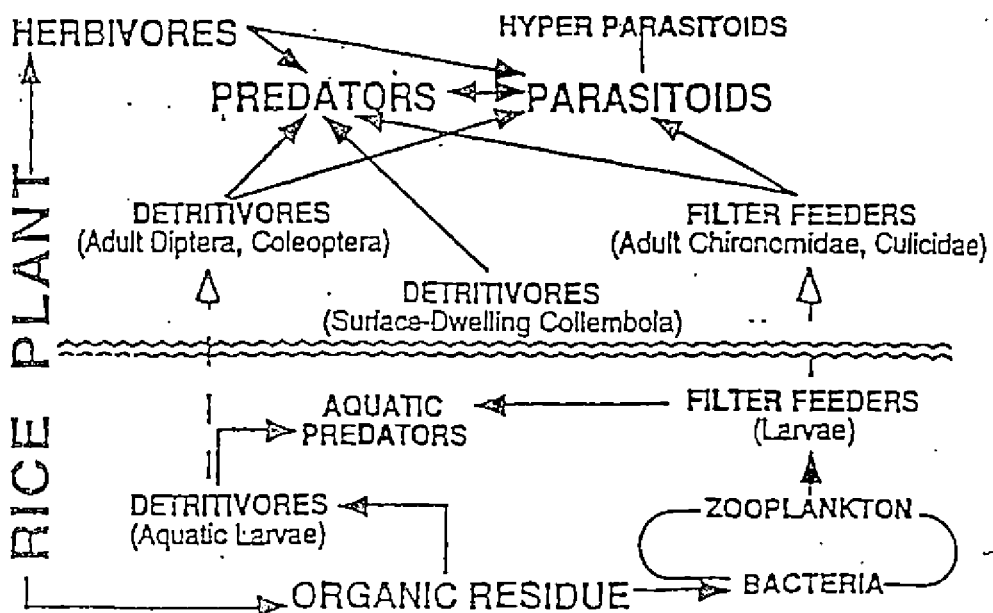 HERBIVORES
HYPER PARASITOIDS
PREDATORS
PARASITOIDS
DETRITIVORES
(Adult Diptera, Coleoptera)
FILTER FEEDERS
(Adult Chironomidae, Culicidae)
DETRITIVORES
(Surface-Dwelling Collembola)
RICE PLANT
AQUATIC
PREDATORS
FILTER FEEDERS
(Larvae)
DETRITIVORES
(Aquatic Larvae)
ZOOPLANKTON
BACTERIA
ORGANIC RESIDUE